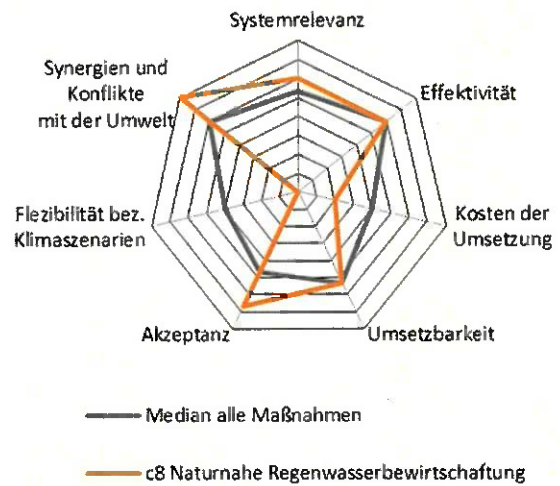 Systemrelevanz
Synergien und
Konflikte
mit der Umwelt
Effektivität
Flezibilität bez.
Klimaszenarien
Kosten der
Umsetzung
Akzeptanz
Umsetzbarkeit
Median alle Maßnahmen
c8 Naturnahe Regenwasserbewirtschaftung